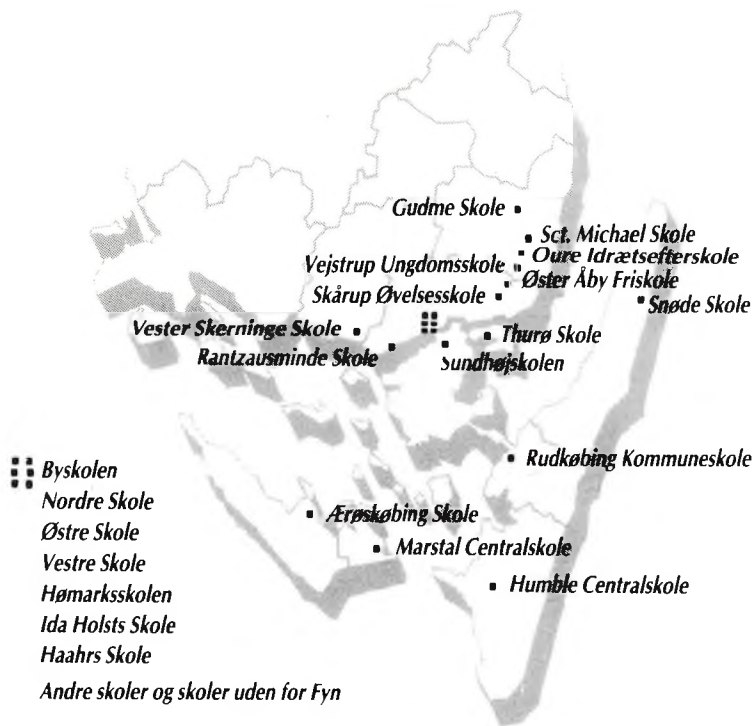 Gudme Skole
Sct. Michael Skole
Oure Idrætsefterskole
Vejstrup Ungdomsskole
Øster Åby Friskole
Skårup Øvelsesskole
Snøde Skole
Vester Skerninge Skole
Thurø Skole
Rantzausminde Skole
Sundhøjskolen
Rudkøbing Kommuneskole
Ærøskøbing Skole
Marstal Centralskole
Humble Centralskole
Byskolen
Nordre Skole
Østre Skole
Vestre Skole
Hømarksskolen
Ida Holsts Skole
Haahrs Skole
Andre skoler og skoler uden for Fyn